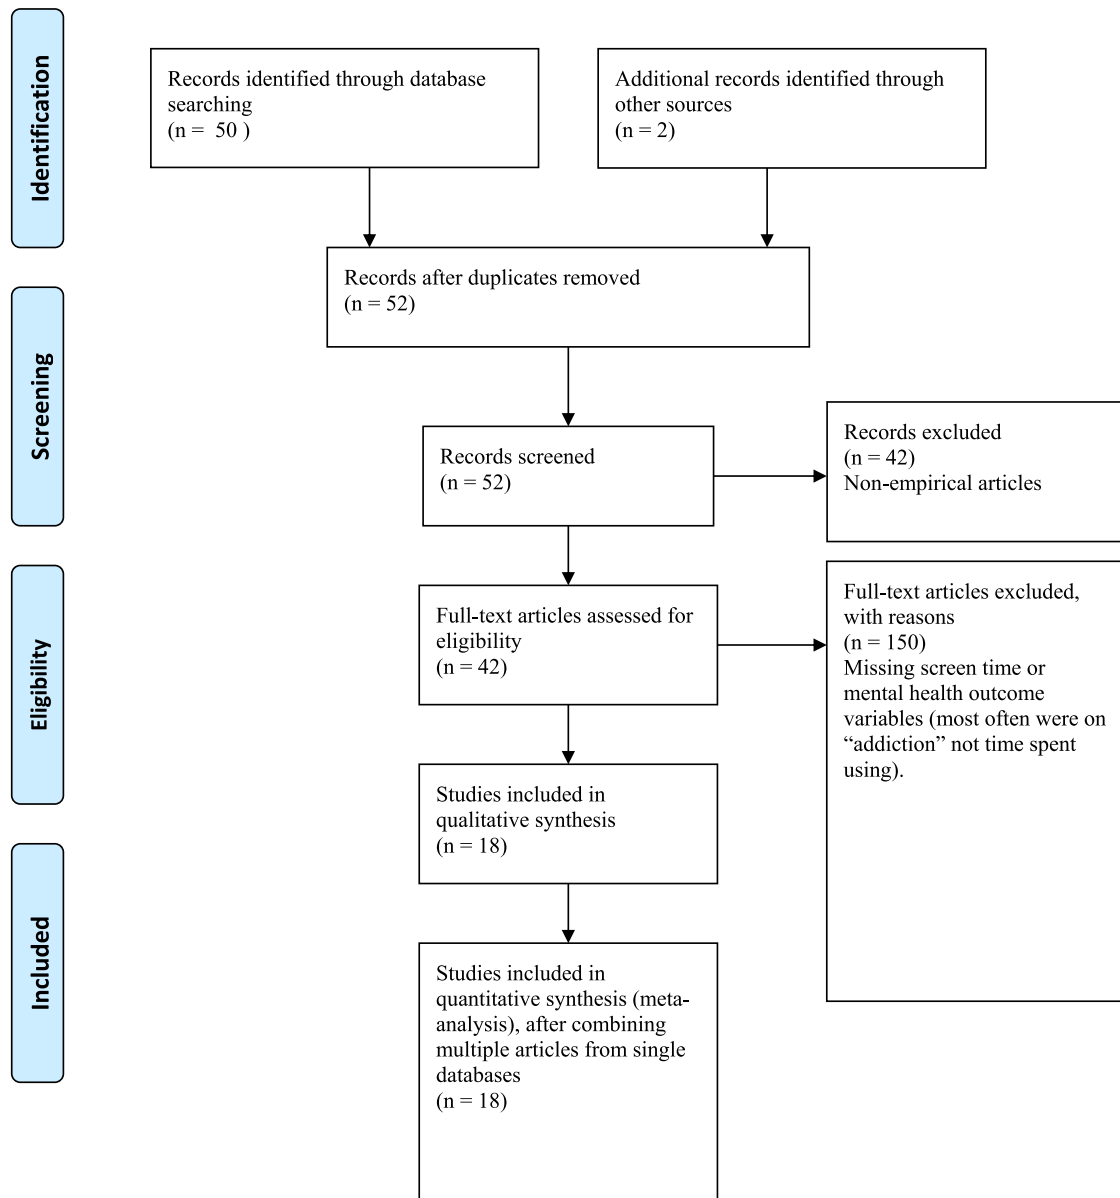 Identification
Records identified through database
searching
(n =  50 )
Additional records identified through
other sources
(n = 2)
Records after duplicates removed
(n = 52)
Screening
Records screened
(n = 52)
Records excluded
(n = 42)
Non-empirical articles
Eligibility
Full-text articles assessed for
eligibility
(n = 42)
Full-text articles excluded,
with reasons
(n = 150)
Missing screen time or
mental health outcome
variables (most often were on
“addiction” not time spent
using).
Studies included in
qualitative synthesis
(n = 18)
Included
Studies included in
quantitative synthesis (meta-
analysis), after combining
multiple articles from single
databases
(n = 18)